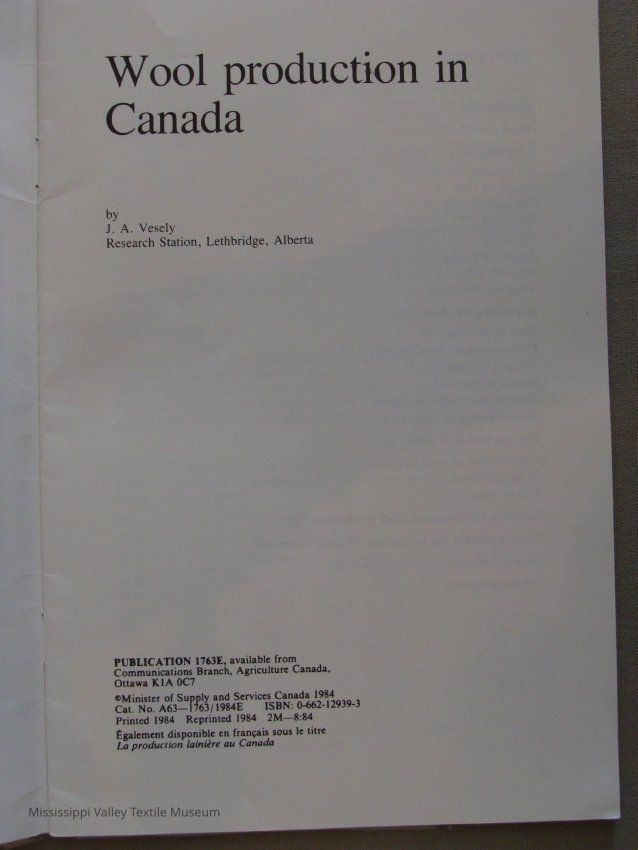 Wool production in
Canada
by
J. A. Vesely
Research Station, Lethbridge, Alberta
PUBLICATION 1763E, available from
Communications Branch, Agriculture Canada,
Ottawa K1A 0C7
©Minister of Supply and Services Canada 1984
Cat. No. A63—1763/1984E ISBN: 0-662-12939-3
Printed 1984 Reprinted 1984 2M—8:84
Également disponible en français sous le titre
La production lainière au Canada
Mississippi Valley Textile Museum